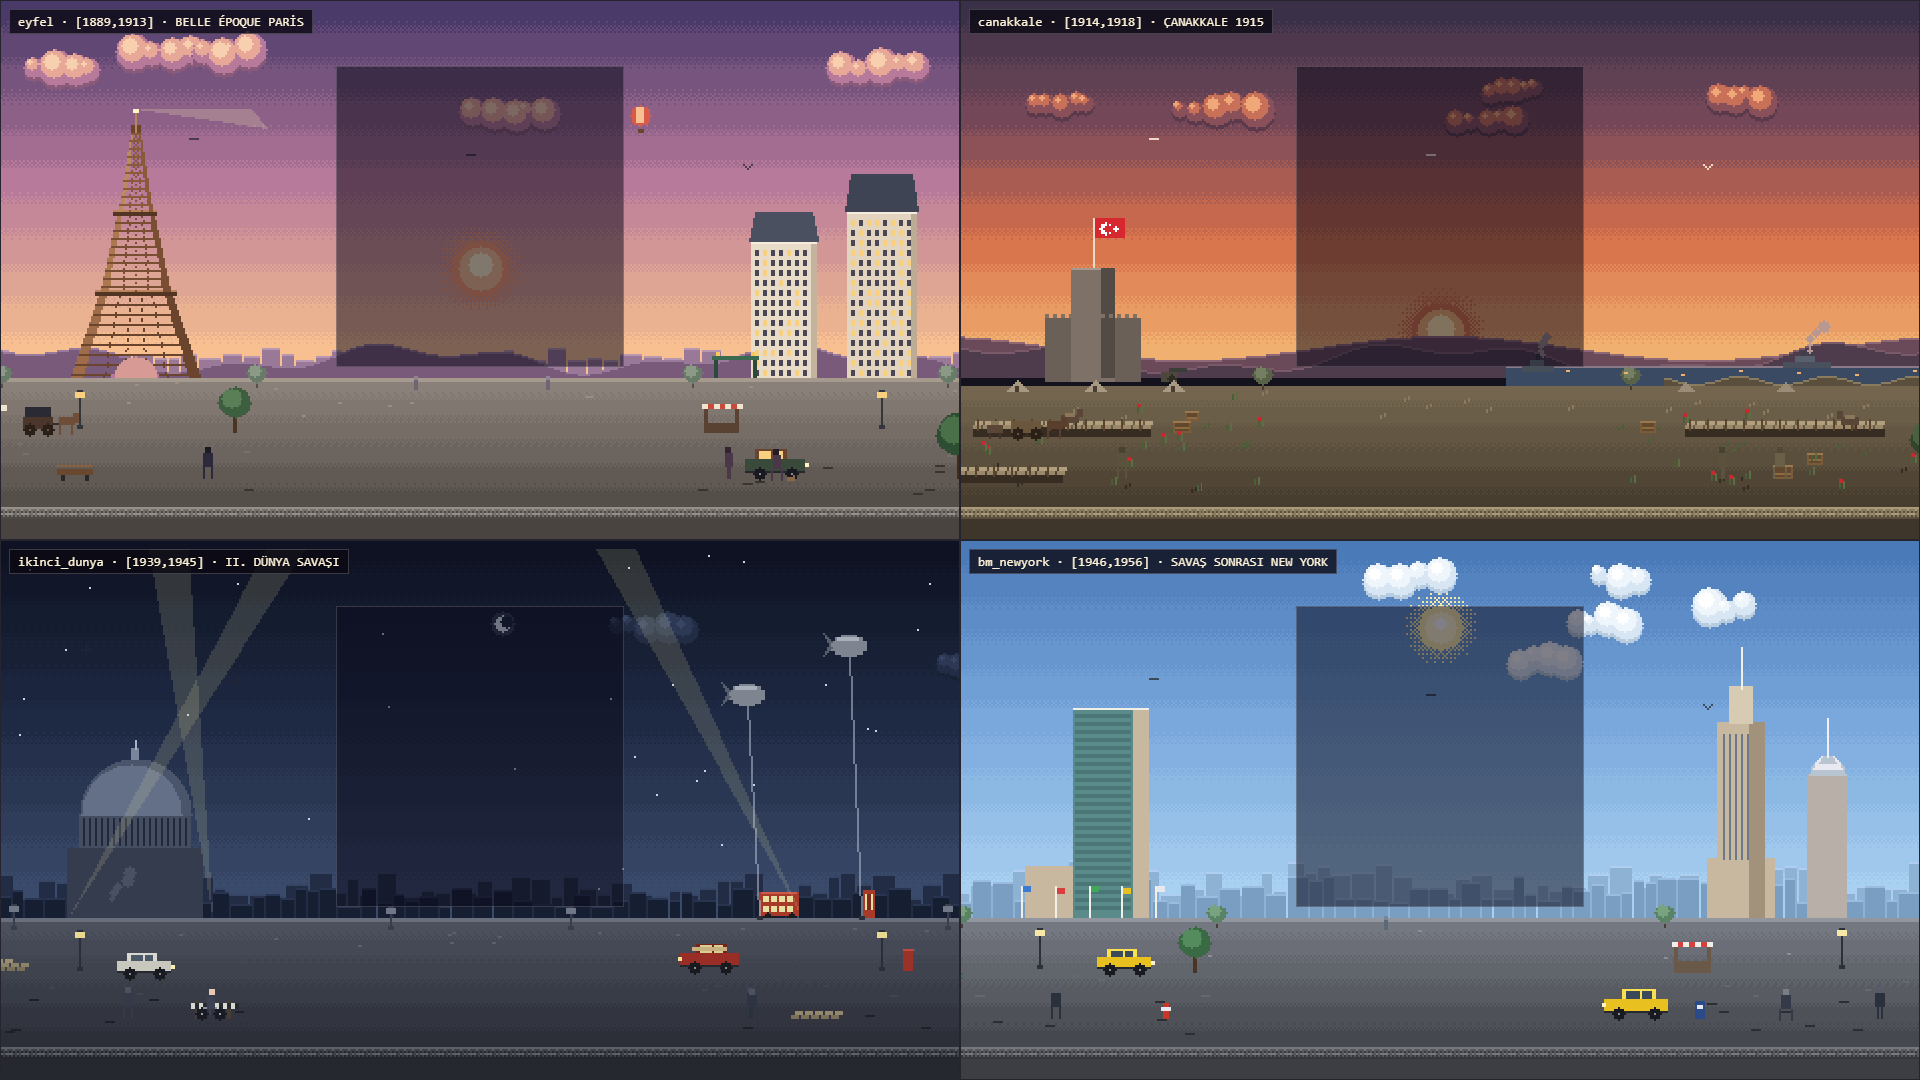 eyfel · [1889,1913] · BELLE ÉPOQUE PARİS
canakkale · [1914,1918] · ÇANAKKALE 1915
ikinci_dunya · [1939,1945] · II. DÜNYA SAVAŞI
bm_newyork · [1946,1956] · SAVAŞ SONRASI NEW YORK